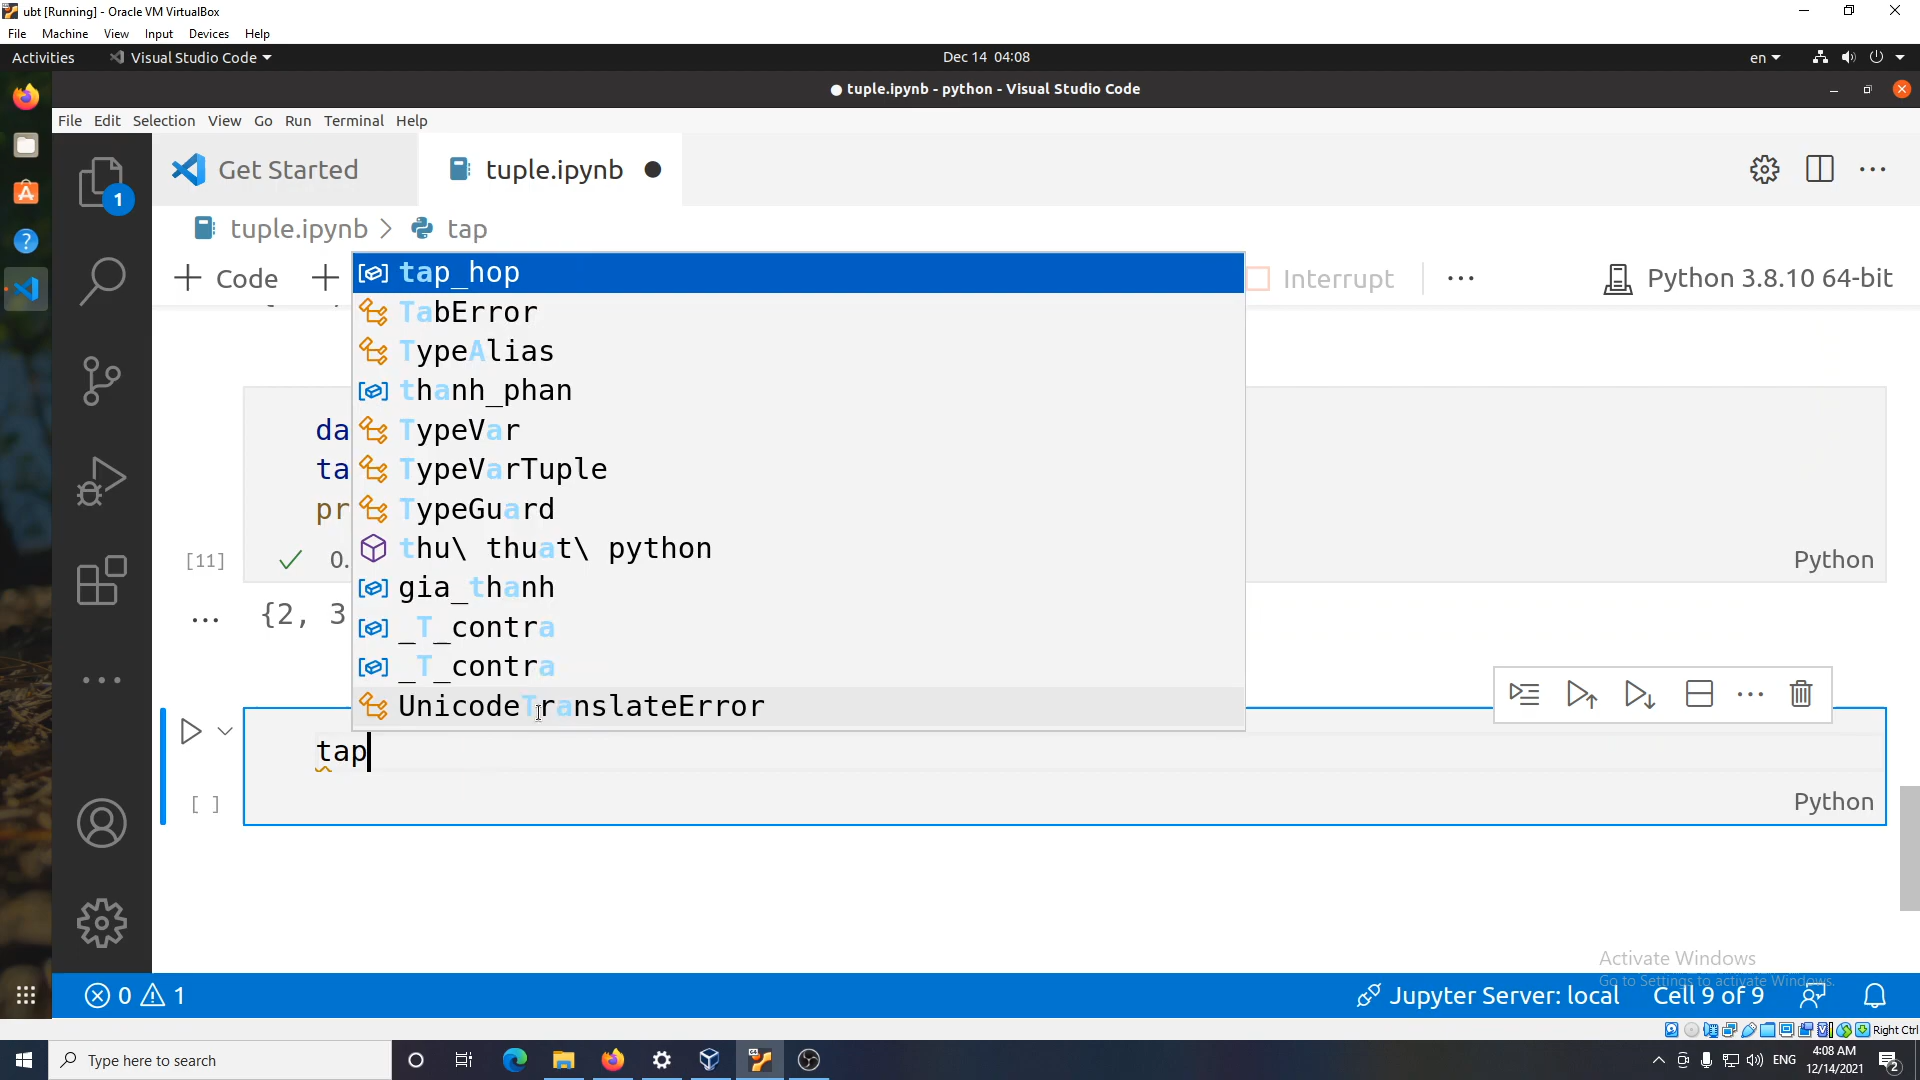 ubt [Running] - Oracle VM VirtualBox
File Machine View Input Devices Help
Activities Visual Studio Code Dec 14 04:08 en
● tuple.ipynb - python - Visual Studio Code
File Edit Selection View Go Run Terminal Help
Get Started tuple.ipynb
1
tuple.ipynb > tap
+ Code + Interrupt ... Python 3.8.10 64-bit
tap_hop
TabError
TypeAlias
thanh_phan
da
TypeVar
ta
TypeVarTuple
pr
TypeGuard
thu\ thuat\ python
[11] 0. Python
gia_thanh
... {2, 3
_T_contra
_T_contra
UnicodeTranslateError
tap
[ ] Python
Activate Windows
Go to Settings to activate Windows.
0 1 Jupyter Server: local Cell 9 of 9
Right Ctrl
Type here to search ENG 4:08 AM
12/14/2021 2